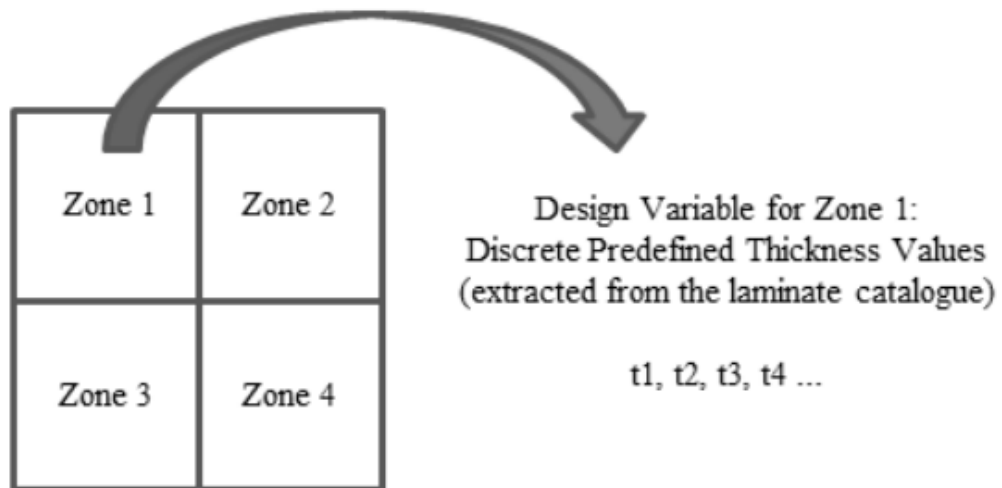 Zone 1
Zone 2
Zone 3
Zone 4
Design Variable for Zone 1:
Discrete Predefined Thickness Values
(extracted from the laminate catalogue)
t1, t2, t3, t4 ...